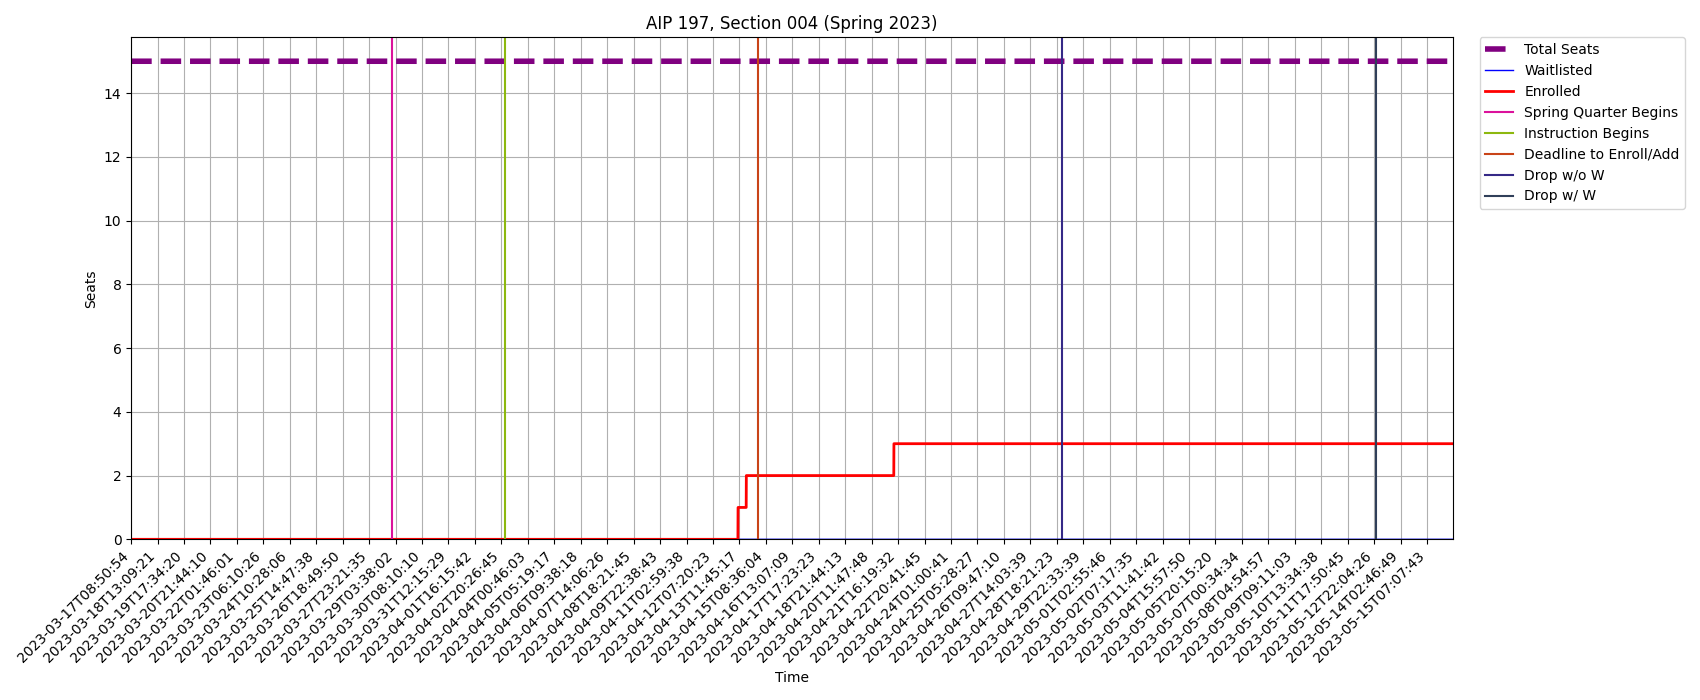 AIP 197, Section 004 (Spring 2023)
Total Seats
Waitlisted
Enrolled
Spring Quarter Begins
Instruction Begins
Deadline to Enroll/Add
Drop w/o W
Drop w/ W
Seats
14
12
10
8
6
4
2
0
2023-03-17T08:50:54
2023-03-18T13:09:21
2023-03-19T17:34:20
2023-03-20T21:44:10
2023-03-22T01:46:01
2023-03-23T06:10:26
2023-03-24T10:28:06
2023-03-25T14:47:38
2023-03-26T18:49:50
2023-03-27T23:21:35
2023-03-29T03:38:02
2023-03-30T08:10:10
2023-03-31T12:15:29
2023-04-01T16:15:42
2023-04-02T20:26:45
2023-04-04T00:46:03
2023-04-05T05:19:17
2023-04-06T09:38:18
2023-04-07T14:06:26
2023-04-08T18:21:45
2023-04-09T22:38:43
2023-04-11T02:59:38
2023-04-12T07:20:23
2023-04-13T11:45:17
2023-04-15T08:36:04
2023-04-16T13:07:09
2023-04-17T17:23:23
2023-04-18T21:44:13
2023-04-20T11:47:48
2023-04-21T16:19:32
2023-04-22T20:41:45
2023-04-24T01:00:41
2023-04-25T05:28:27
2023-04-26T09:47:10
2023-04-27T14:03:39
2023-04-28T18:21:23
2023-04-29T22:33:39
2023-05-01T02:55:46
2023-05-02T07:17:35
2023-05-03T11:41:42
2023-05-04T15:57:50
2023-05-05T20:15:20
2023-05-07T00:34:34
2023-05-08T04:54:57
2023-05-09T09:11:03
2023-05-10T13:34:38
2023-05-11T17:50:45
2023-05-12T22:04:26
2023-05-14T02:46:49
2023-05-15T07:07:43
Time